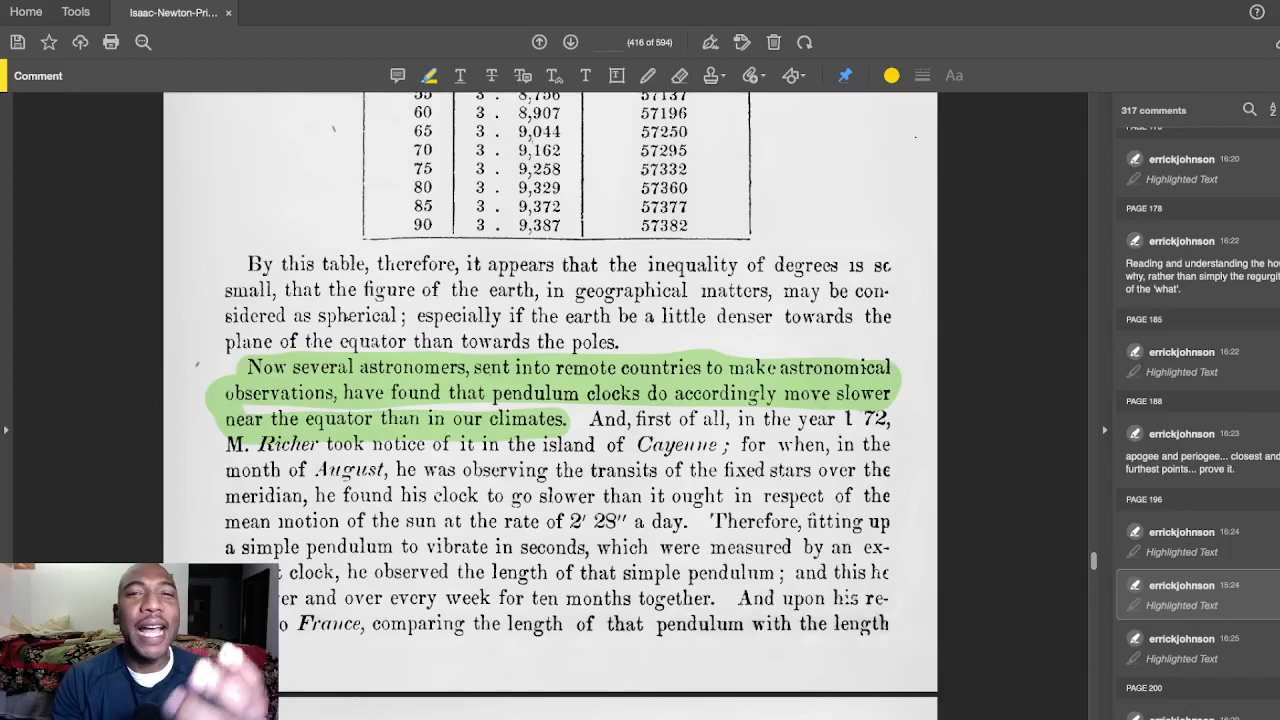 Home
Tools
Isaac-Newton-Pri... ×
(416 of 594)
Comment
Aa
317 comments
55 3 . 8,756 57137
60 3 . 8,907 57196
65 3 . 9,044 57250
70 3 . 9,162 57295
75 3 . 9,258 57332
80 3 . 9,329 57360
85 3 . 9,372 57377
90 3 . 9,387 57382
By this table, therefore, it appears that the inequality of degrees is so
small, that the figure of the earth, in geographical matters, may be con-
sidered as spherical; especially if the earth be a little denser towards the
plane of the equator than towards the poles.
Now several astronomers, sent into remote countries to make astronomical
observations, have found that pendulum clocks do accordingly move slower
near the equator than in our climates. And, first of all, in the year 1 72,
M. Richer took notice of it in the island of Cayenne; for when, in the
month of August, he was observing the transits of the fixed stars over the
meridian, he found his clock to go slower than it ought in respect of the
mean motion of the sun at the rate of 2′ 28″ a day. Therefore, fitting up
a simple pendulum to vibrate in seconds, which were measured by an ex-
t clock, he observed the length of that simple pendulum; and this he
er and over every week for ten months together. And upon his re-
o France, comparing the length of that pendulum with the length
PAGE 170
errickjohnson 16:20
Highlighted Text
PAGE 178
errickjohnson 16:22
Reading and understanding the how
why, rather than simply the regurgit
of the 'what'.
PAGE 185
errickjohnson 16:22
Highlighted Text
PAGE 188
errickjohnson 16:23
apogee and periogee... closest and
furthest points... prove it.
PAGE 196
errickjohnson 16:24
Highlighted Text
errickjohnson 15:24
Highlighted Text
errickjohnson 16:25
Highlighted Text
PAGE 200